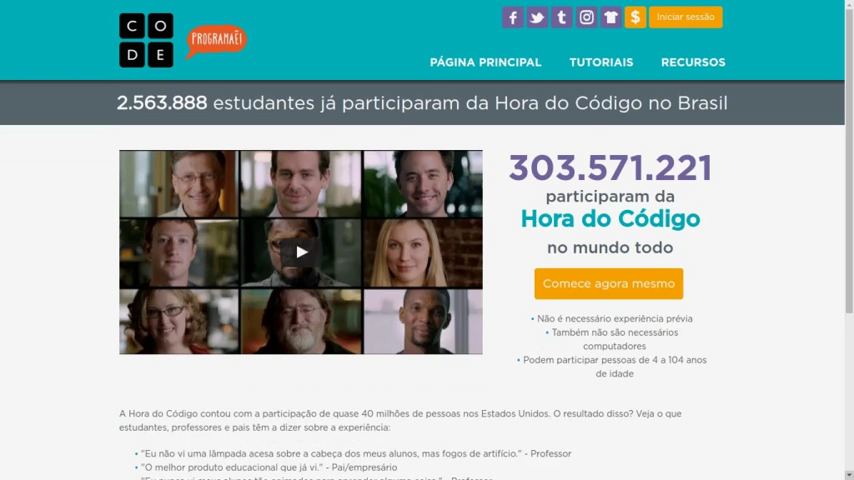 CO
DE
PROGRAMAÊ!
Iniciar sessão
PÁGINA PRINCIPAL TUTORIAIS RECURSOS
2.563.888 estudantes já participaram da Hora do Código no Brasil
303.571.221
participaram da
Hora do Código
no mundo todo
Comece agora mesmo
• Não é necessário experiência prévia
• Também não são necessários
computadores
• Podem participar pessoas de 4 a 104 anos
de idade
A Hora do Código contou com a participação de quase 40 milhões de pessoas nos Estados Unidos. O resultado disso? Veja o que
estudantes, professores e pais têm a dizer sobre a experiência:
• "Eu não vi uma lâmpada acesa sobre a cabeça dos meus alunos, mas fogos de artifício." - Professor
• "O melhor produto educacional que já vi." - Pai/empresário